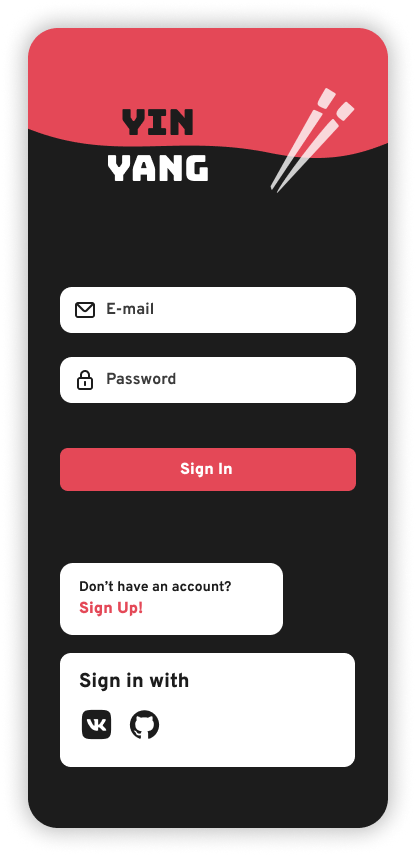 YIN
YANG
E-mail
Password
Sign In
Don't have an account?
Sign Up!
Sign in with